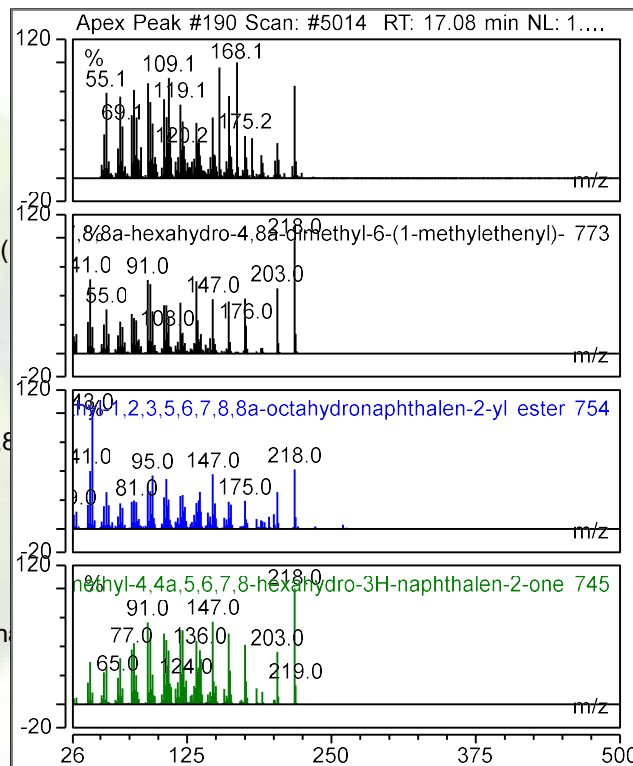 Apex Peak #190 Scan: #5014 RT: 17.08 min NL: 1....
120
%
168.1
109.1
55.1
119.1
69.1
175.2
120.2
m/z
-20
120
%
218.0
,8,8a-hexahydro-4,8a-dimethyl-6-(1-methylethenyl)- 773
203.0
41.0 91.0
147.0
55.0
176.0
108.0
m/z
-20
120
43.0
%
-1,2,3,5,6,7,8,8a-octahydronaphthalen-2-yl ester 754
41.0 95.0 147.0 218.0
81.0 175.0
9.0
m/z
-20
120
%
218.0
methyl-4,4a,5,6,7,8-hexahydro-3H-naphthalen-2-one 745
91.0 147.0
77.0 136.0 203.0
65.0 124.0 219.0
m/z
-20
26 125 250 375 500